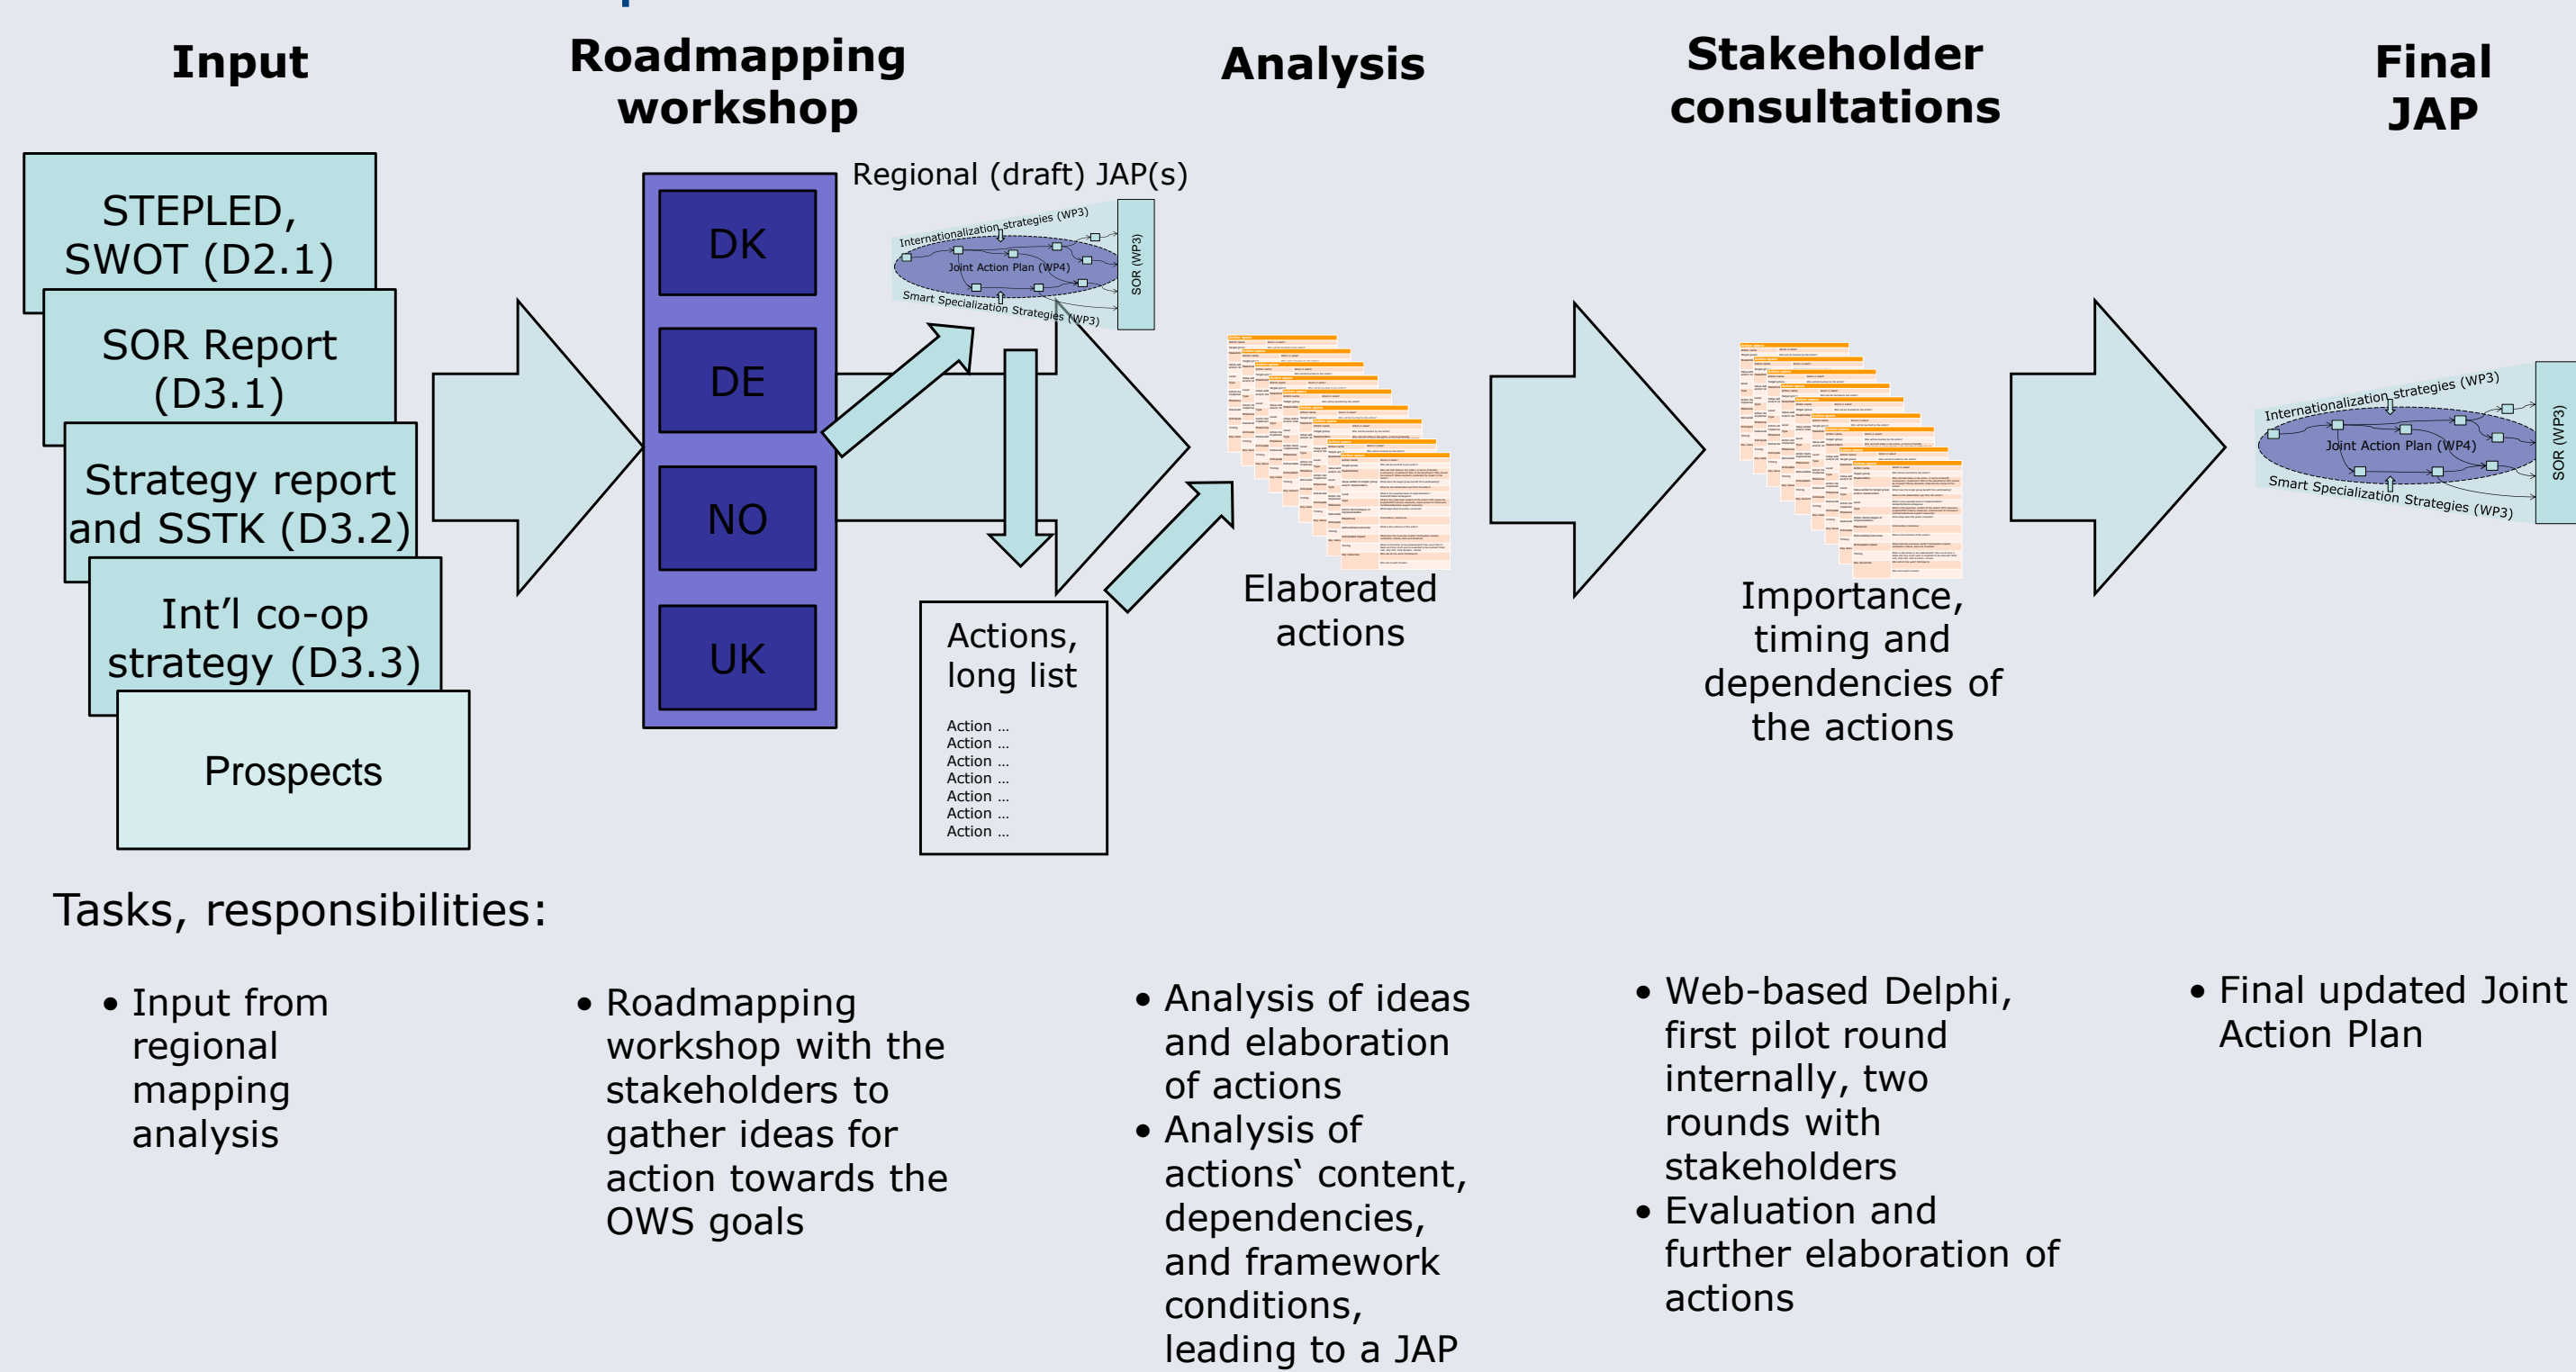 Input
Roadmapping
workshop
Analysis
Stakeholder
consultations
Final
JAP
STEPLED,
SWOT (D2.1)
SOR Report
(D3.1)
Strategy report
and SSTK (D3.2)
Int’l co-op
strategy (D3.3)
Prospects
DK
DE
NO
UK
Regional (draft) JAP(s)
Internationalization strategies (WP3)
Joint Action Plan (WP4)
Smart Specialization Strategies (WP3)
SOR (WP3)
Actions,
long list
Action ...
Action ...
Action ...
Action ...
Action ...
Action ...
Action ...
Elaborated
actions
Importance,
timing and
dependencies of
the actions
Internationalization strategies (WP3)
Joint Action Plan (WP4)
Smart Specialization Strategies (WP3)
SOR (WP3)
Tasks, responsibilities:
• Input from
regional
mapping
analysis
• Roadmapping
workshop with the
stakeholders to
gather ideas for
action towards the
OWS goals
• Analysis of ideas
and elaboration
of actions
• Analysis of
actions‘ content,
dependencies,
and framework
conditions,
leading to a JAP
• Web-based Delphi,
first pilot round
internally, two
rounds with
stakeholders
• Evaluation and
further elaboration of
actions
• Final updated Joint
Action Plan